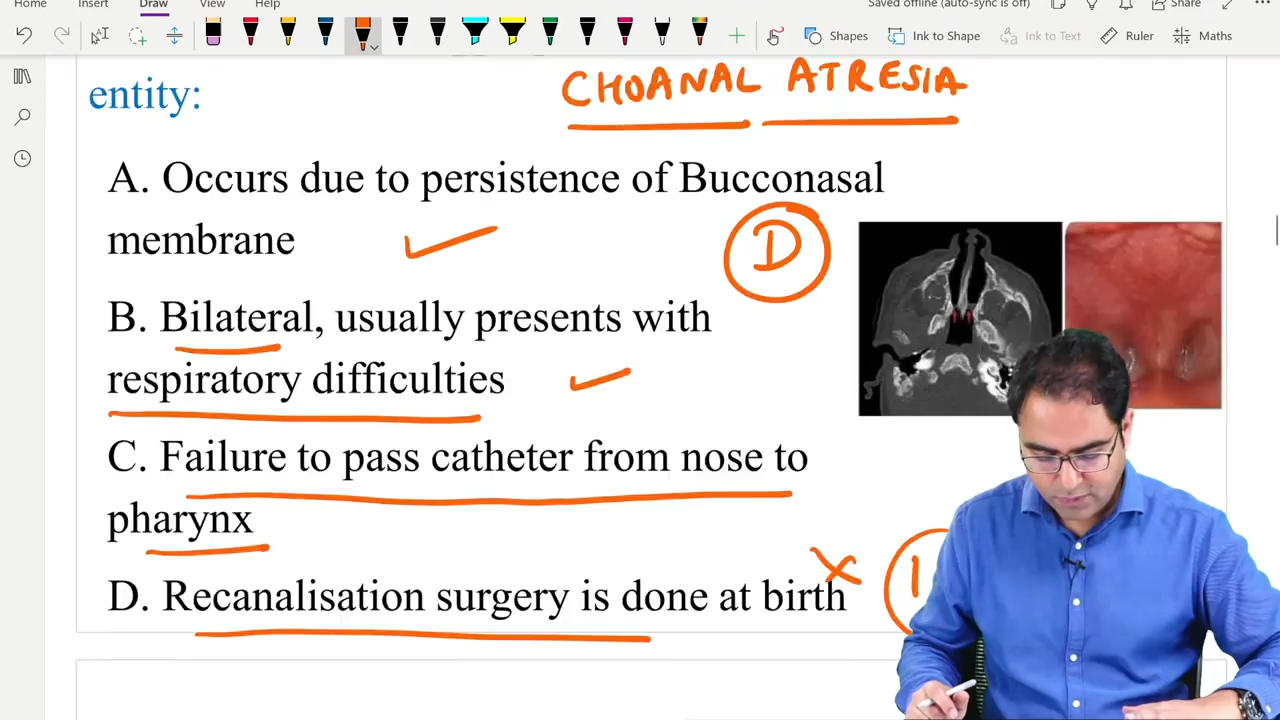 Home Insert Draw View Help Saved offline (auto-sync is off) Share
Shapes Ink to Shape Ink to Text Ruler Maths
CHOANAL ATRESIA
entity:
A. Occurs due to persistence of Bucconasal
membrane
D
B. Bilateral, usually presents with
respiratory difficulties
C. Failure to pass catheter from nose to
pharynx
D. Recanalisation surgery is done at birth